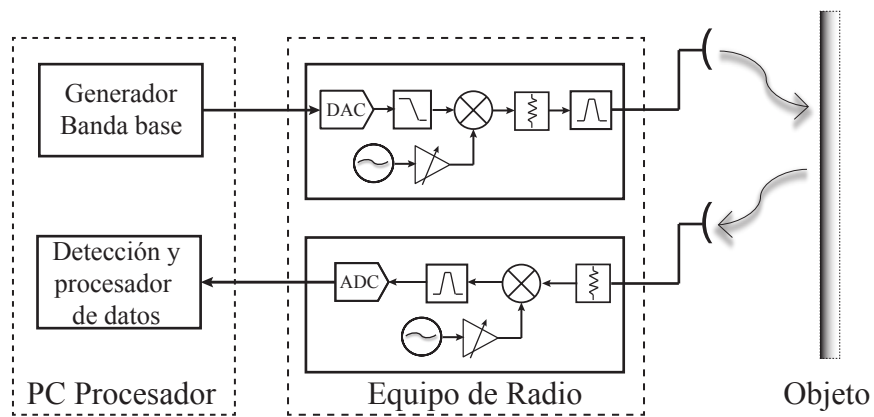 Generador
Banda base
DAC
Detección y
procesador
de datos
ADC
PC Procesador
Equipo de Radio
Objeto